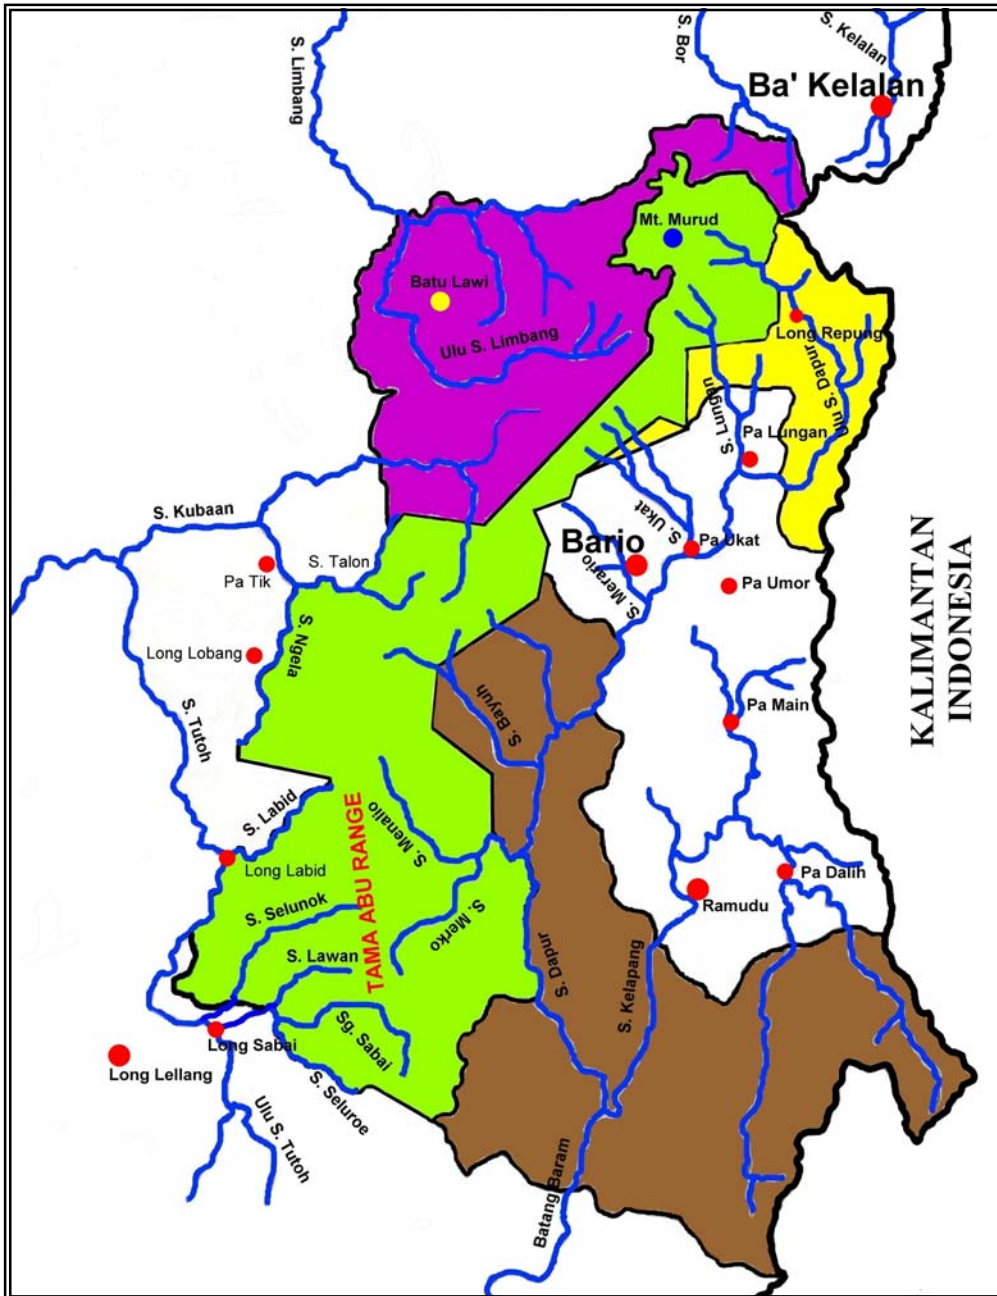 S. Limbang
S. Bor
S. Kelalan
Ba' Kelalan
Mt. Murud
Batu Lawi
Ulu S. Limbang
Long Repung
Ulu S. Dapur
S. Lungan
Pa Lungan
S. Kubaan
S. Talon
Pa Tik
S. Ukat
Bario
Pa Ukat
S. Merario
Pa Umor
KALIMANTAN
INDONESIA
S. Ngela
Long Lobang
S. Tutoh
S. Bayuh
Pa Main
S. Labid
S. Menalio
TAMA ABU RANGE
Long Labid
Pa Dalih
Ramudu
S. Selunok
S. Merko
S. Lawan
S. Dapur
S. Kelapang
Sg. Sabai
Long Sabai
Long Lellang
S. Seluroe
Ulu S. Tutoh
Batang Baram